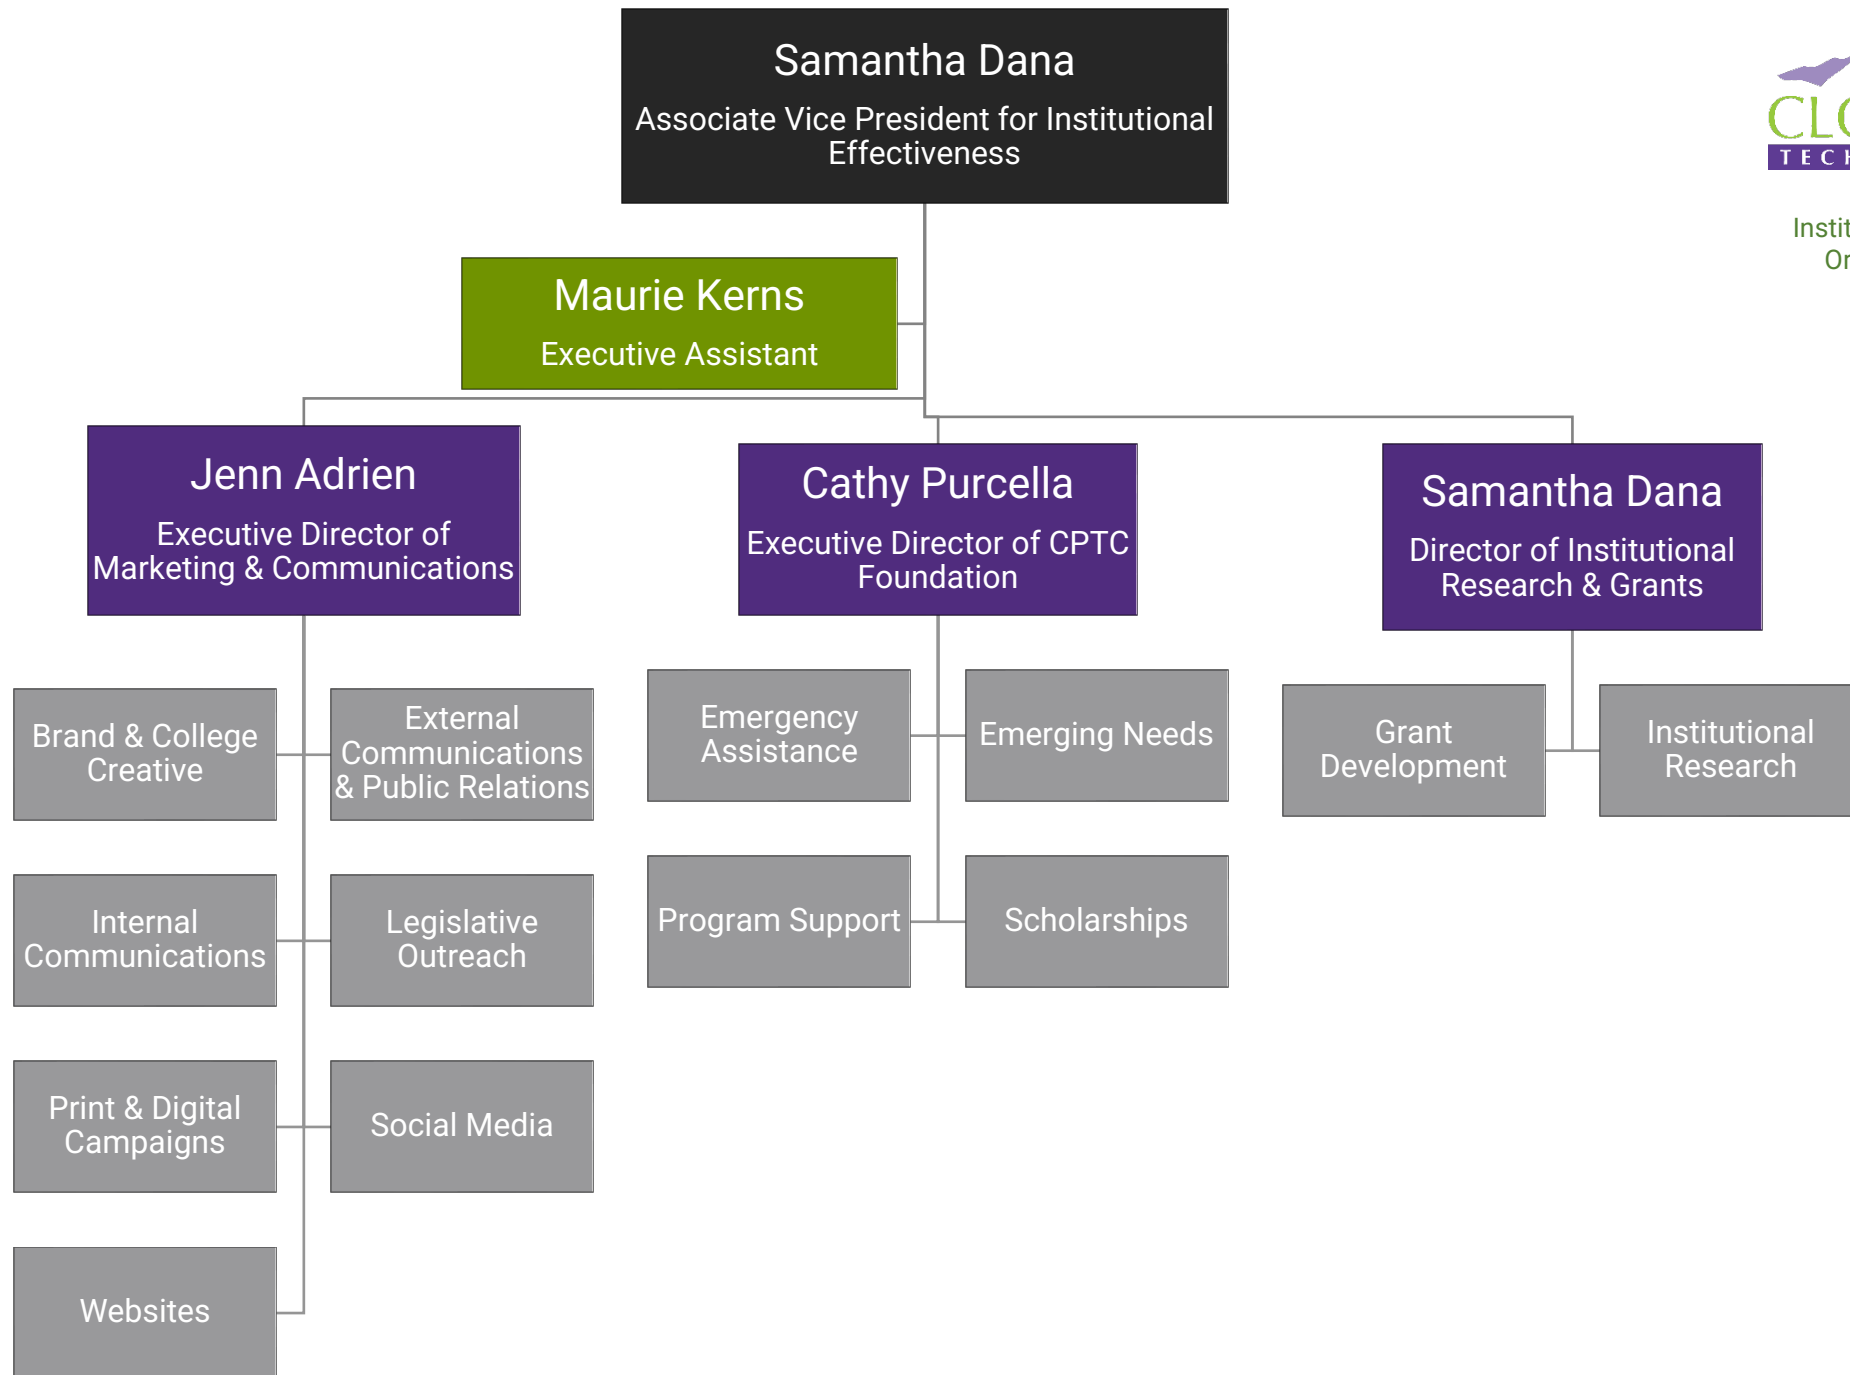 Samantha Dana
Associate Vice President for Institutional
Effectiveness
Maurie Kerns
Executive Assistant
Jenn Adrien
Executive Director of
Marketing & Communications
Cathy Purcella
Executive Director of CPTC
Foundation
Samantha Dana
Director of Institutional
Research & Grants
Brand & College
Creative
External
Communications
& Public Relations
Internal
Communications
Legislative
Outreach
Print & Digital
Campaigns
Social Media
Websites
Emergency
Assistance
Emerging Needs
Program Support
Scholarships
Grant
Development
Institutional
Research